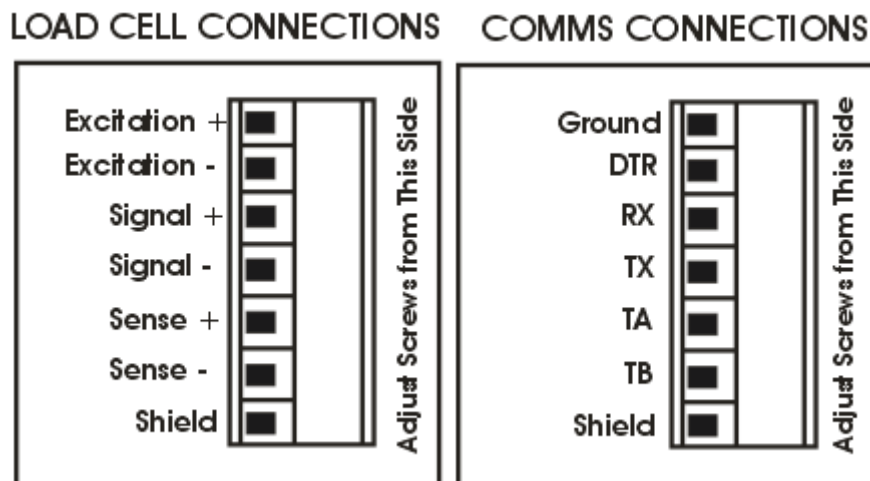 LOAD CELL CONNECTIONS
Excitation +
Excitation -
Signal +
Signal -
Sense +
Sense -
Shield
Adjust Screws from This Side
COMMS CONNECTIONS
Ground
DTR
RX
TX
TA
TB
Shield
Adjust Screws from This Side